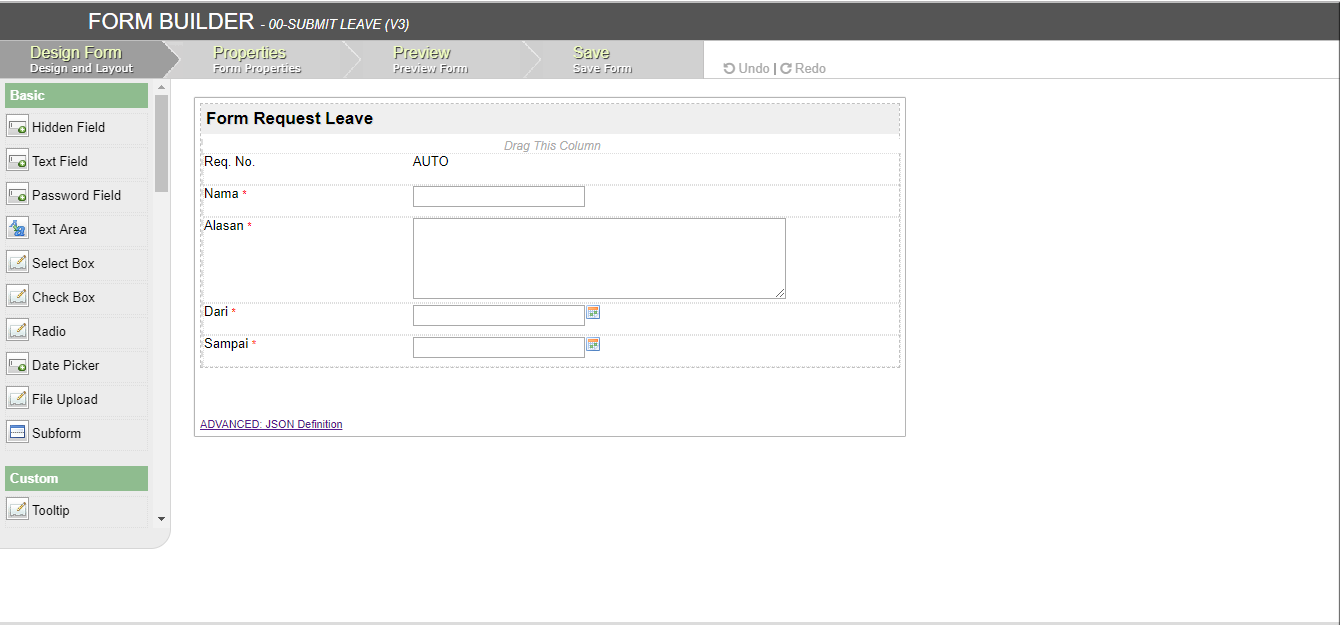 FORM BUILDER - 00-SUBMIT LEAVE (V3)
Design Form
Design and Layout
Properties
Form Properties
Preview
Preview Form
Save
Save Form
Undo | Redo
Basic
Hidden Field
Text Field
Password Field
Text Area
Select Box
Check Box
Radio
Date Picker
File Upload
Subform
Custom
Tooltip
Form Request Leave
Drag This Column
Req. No. AUTO
Nama *
Alasan *
Dari *
Sampai *
ADVANCED: JSON Definition